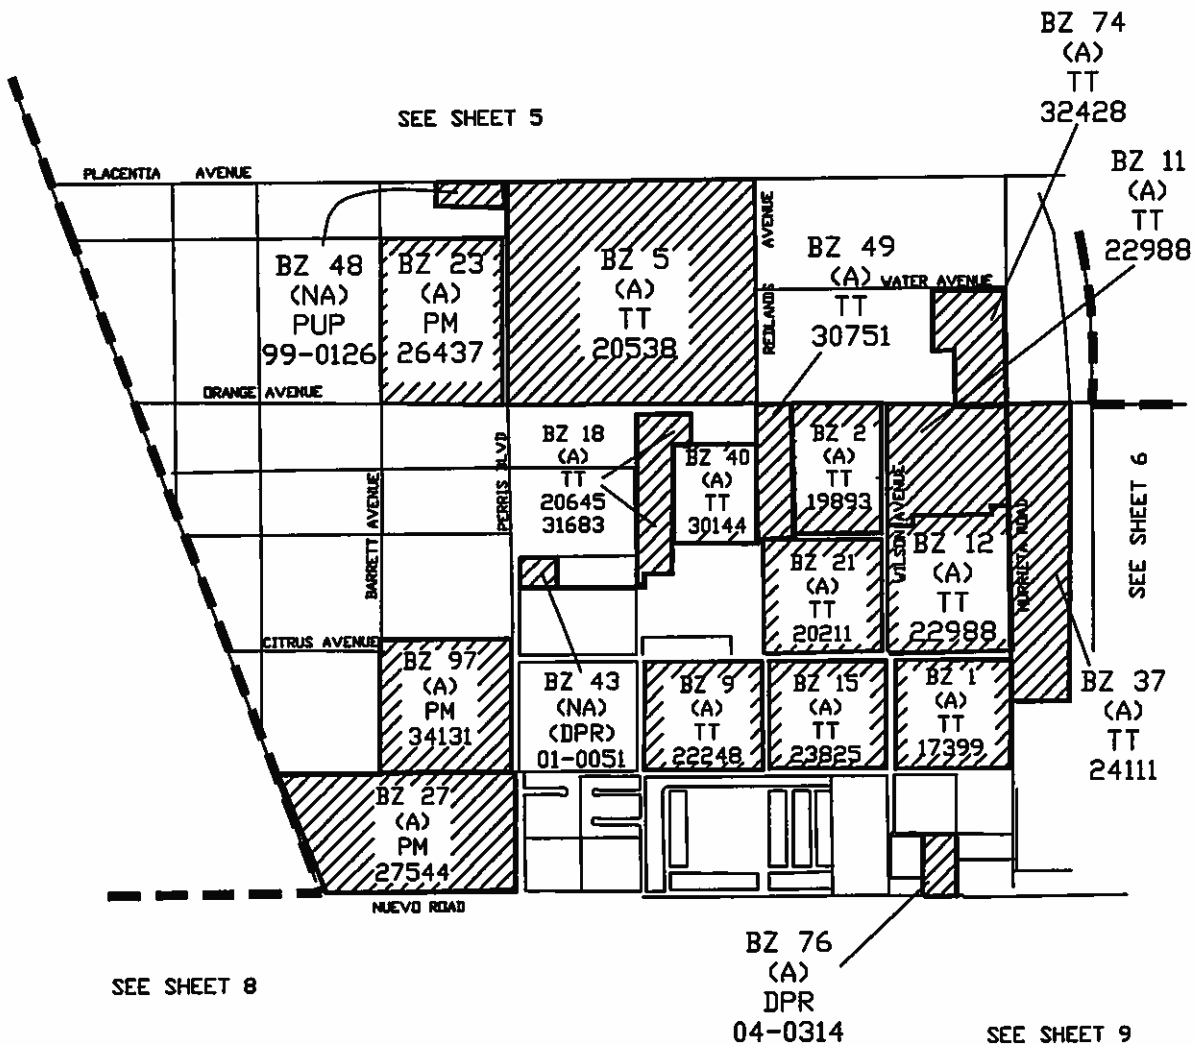 BZ 74
(A)
TT
32428
SEE SHEET 5
BZ 11
(A)
TT
22988
PLACENTIA AVENUE
BZ 48
(NA)
PUP
99-0126
BZ 23
(A)
PM
26437
BZ 5
(A)
TT
20538
REDLANDS AVENUE
BZ 49
(A)
TT
30751
WATER AVENUE
ORANGE AVENUE
PERRIS BLVD
BARRETT AVENUE
BZ 18
(A)
TT
20645
31683
BZ 40
(A)
TT
30144
BZ 2
(A)
TT
19893
WILSON AVENUE
BZ 12
(A)
TT
22988
MURRIETA ROAD
SEE SHEET 6
BZ 21
(A)
TT
20211
CITRUS AVENUE
BZ 97
(A)
PM
34131
BZ 43
(NA)
(DPR)
01-0051
BZ 9
(A)
TT
22248
BZ 15
(A)
TT
23825
BZ 1
(A)
TT
17399
BZ 37
(A)
TT
24111
BZ 27
(A)
PM
27544
NUEVO ROAD
BZ 76
(A)
DPR
04-0314
SEE SHEET 8
SEE SHEET 9